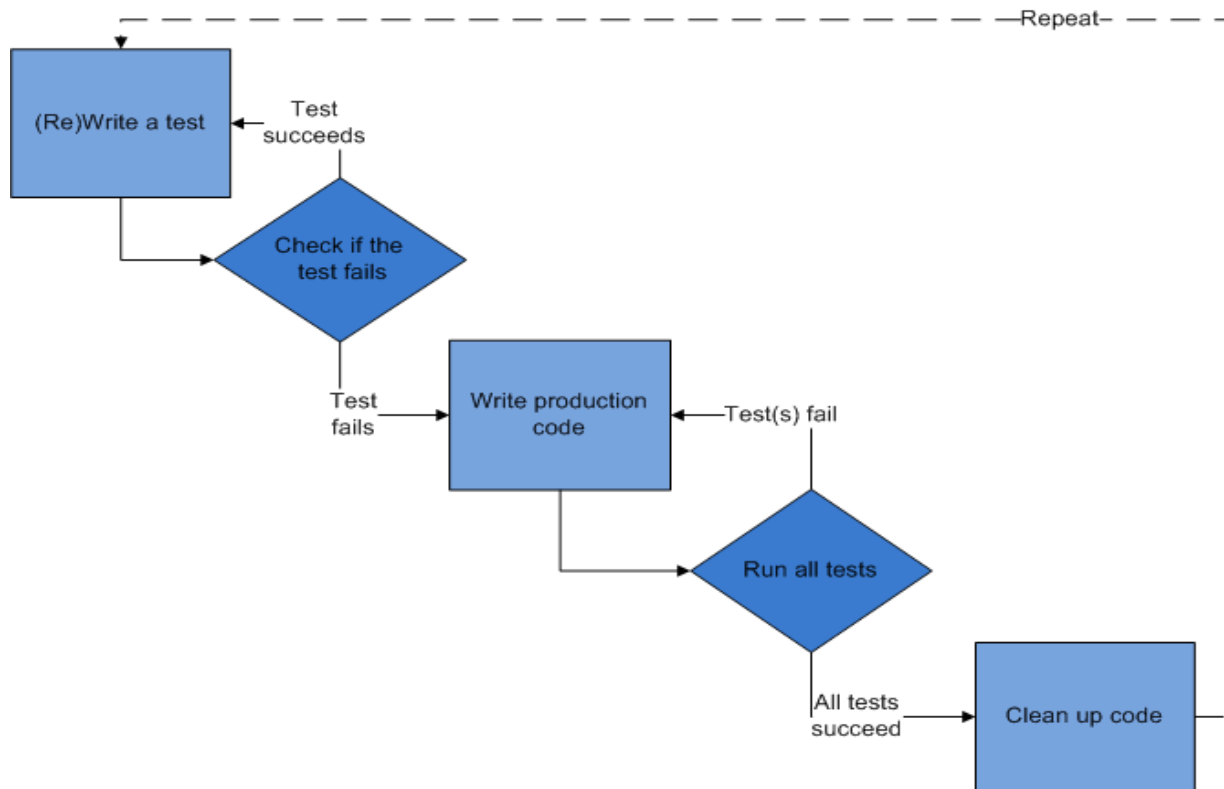 Repeat
(Re)Write a test
Test
succeeds
Check if the
test fails
Test
fails
Write production
code
Test(s) fail
Run all tests
All tests
succeed
Clean up code